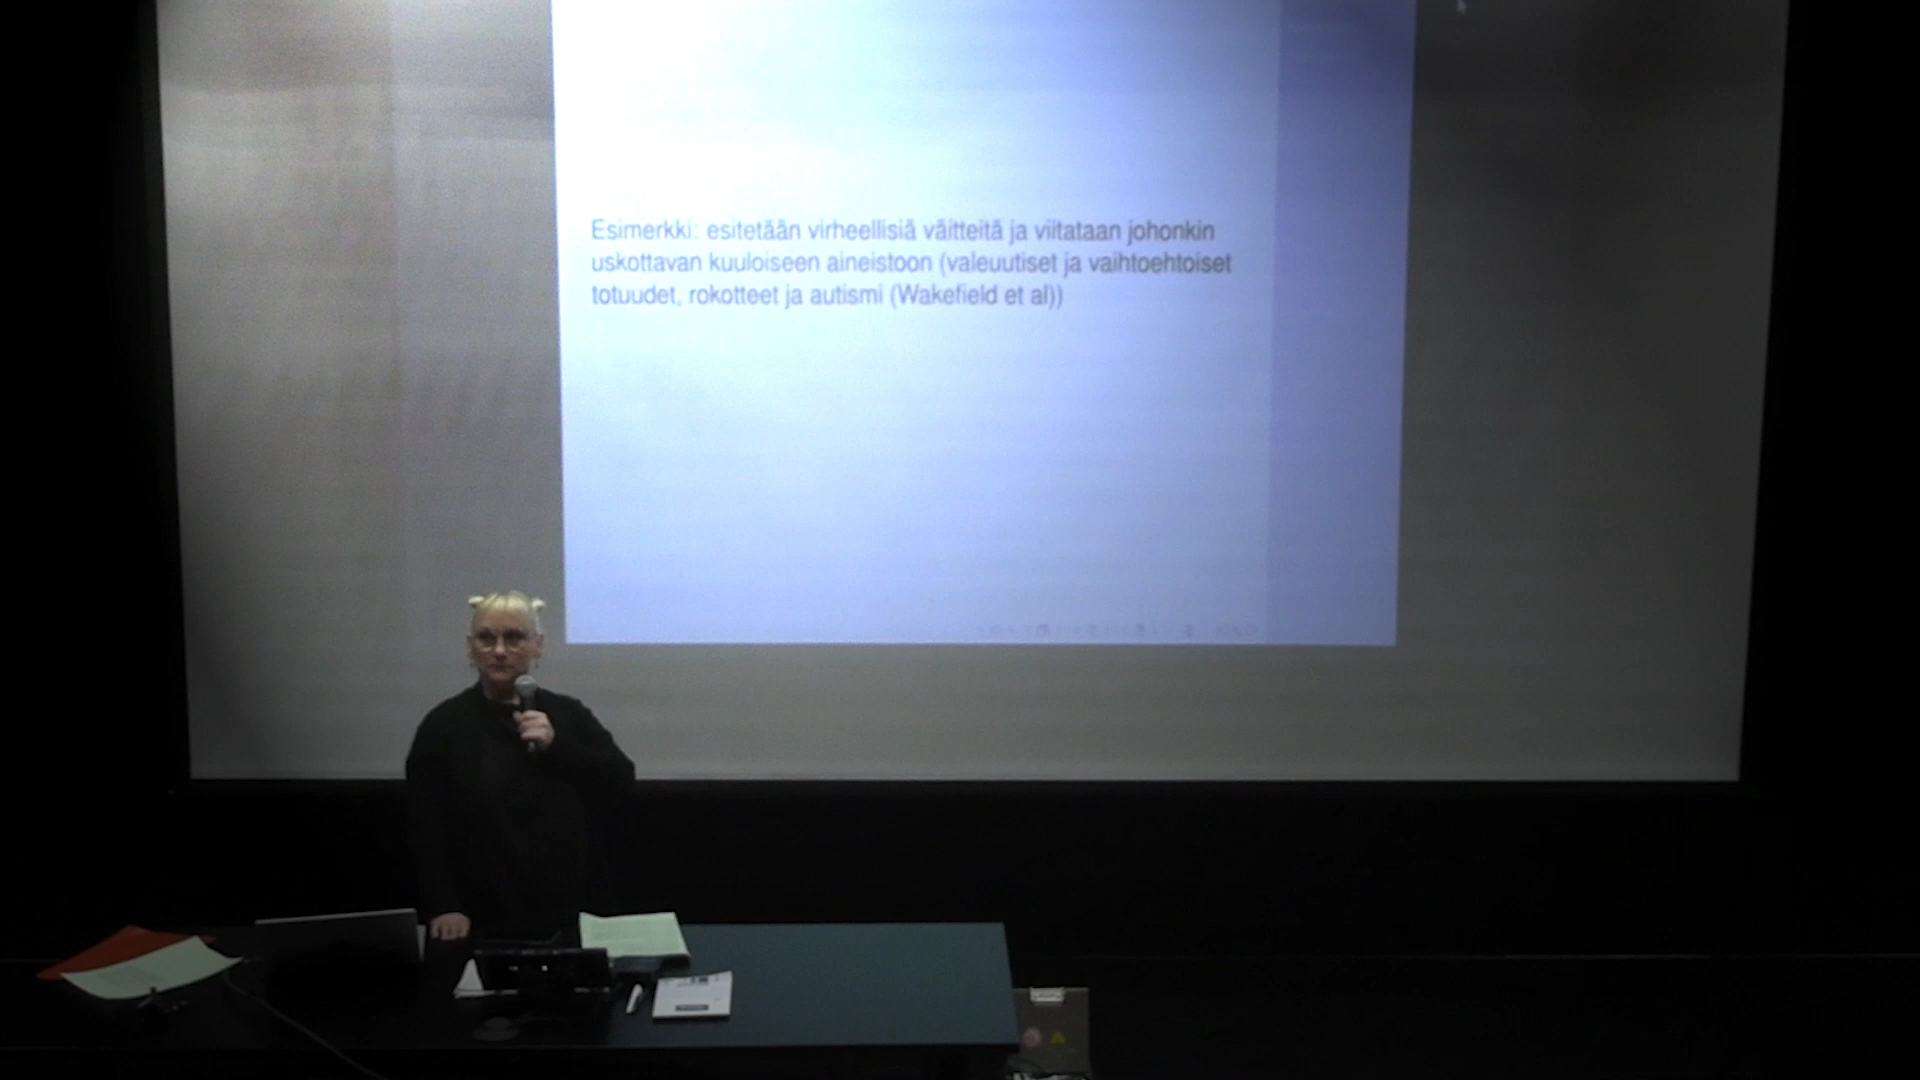 Esimerkki: esitetään virheellisiä väitteitä ja viitataan johonkin
uskottavan kuuloiseen aineistoon (valeuutiset ja vaihtoehtoiset
totuudet, rokotteet ja autismi (Wakefield et al))